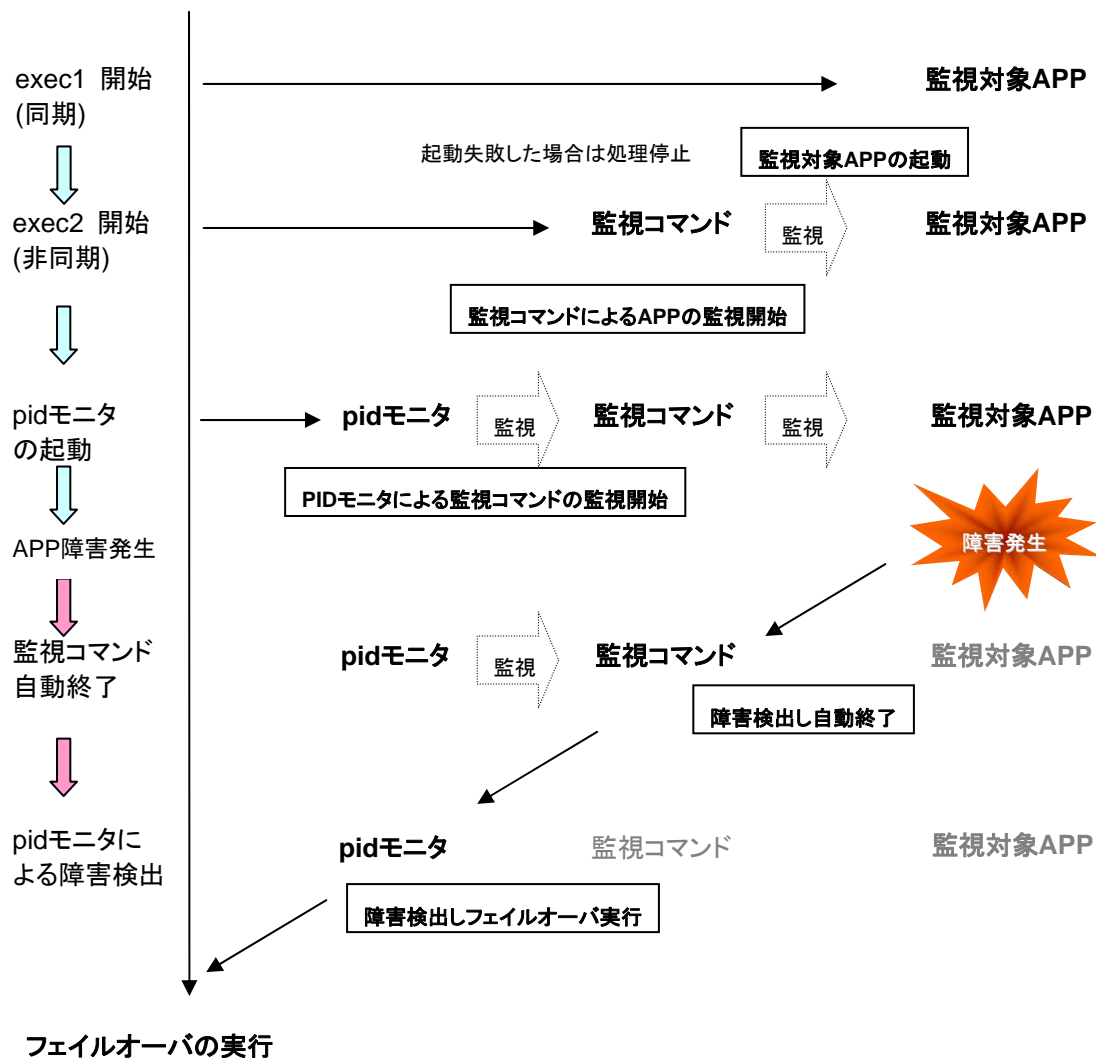 exec1 開始
(同期)
監視対象APP
起動失敗した場合は処理停止
監視対象APPの起動
exec2 開始
(非同期)
監視コマンド
監視
監視対象APP
監視コマンドによるAPPの監視開始
pidモニタ
の起動
pidモニタ
監視
監視コマンド
監視
監視対象APP
PIDモニタによる監視コマンドの監視開始
APP障害発生
障害発生
監視コマンド
自動終了
pidモニタ
監視
監視コマンド
監視対象APP
障害検出し自動終了
pidモニタに
よる障害検出
pidモニタ
監視コマンド
監視対象APP
障害検出しフェイルオーバ実行
フェイルオーバの実行